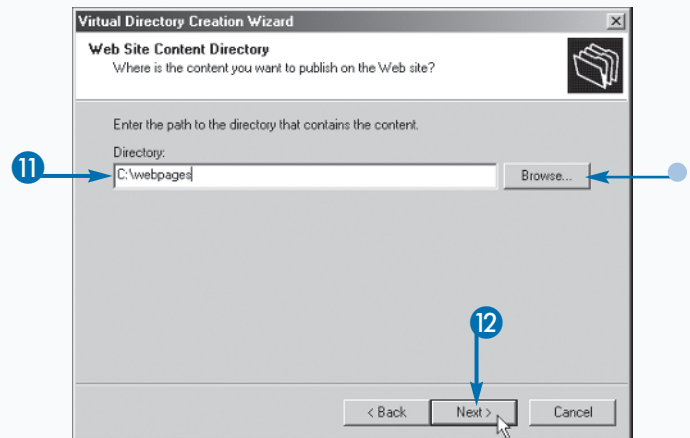 Virtual Directory Creation Wizard
Web Site Content Directory
Where is the content you want to publish on the Web site?
Enter the path to the directory that contains the content.
Directory:
11
C:\webpages
Browse...
12
< Back
Next >
Cancel